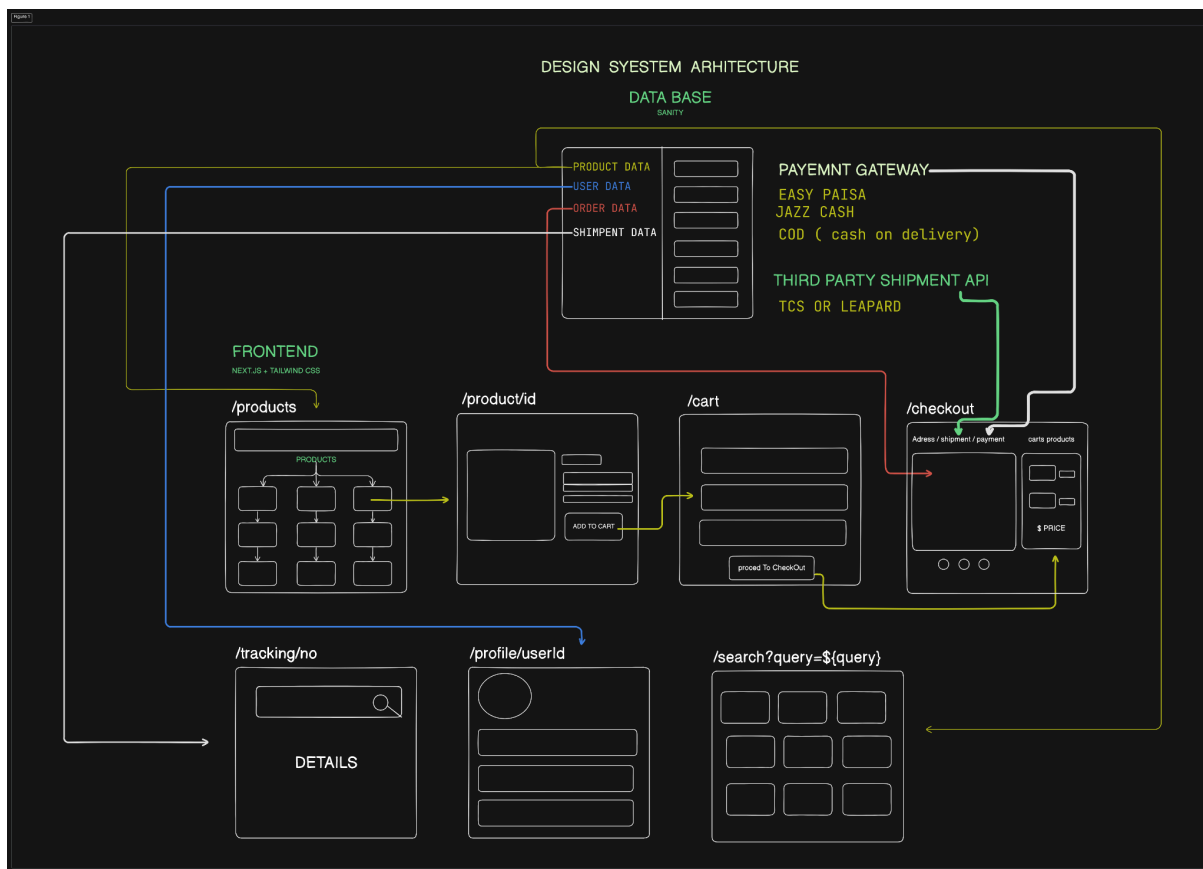 Figure 1
DESIGN SYESTEM ARHITECTURE
DATA BASE
SANITY
PRODUCT DATA
USER DATA
ORDER DATA
SHIMPENT DATA
PAYEMNT GATEWAY
EASY PAISA
JAZZ CASH
COD ( cash on delivery)
THIRD PARTY SHIPMENT API
TCS OR LEAPARD
FRONTEND
NEXT.JS + TAILWIND CSS
/products
PRODUCTS
/product/id
ADD TO CART
/cart
proced To CheckOut
/checkout
Adress / shipment / payment
carts products
$ PRICE
/tracking/no
DETAILS
/profile/userId
/search?query=${query}